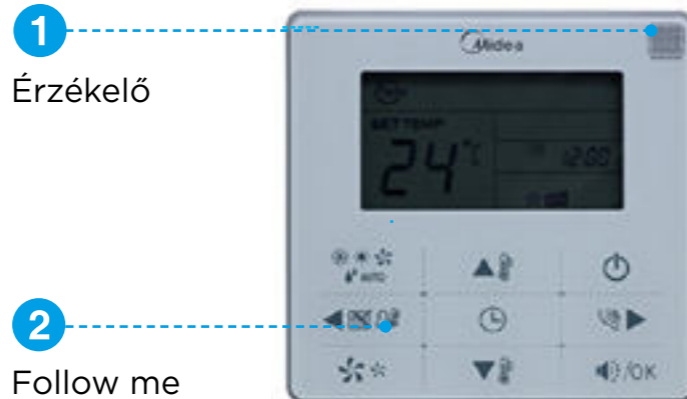 1
Midea
Érzékelő
SET TEMP
24°C
12:00
AUTO
2
/OK
Follow me